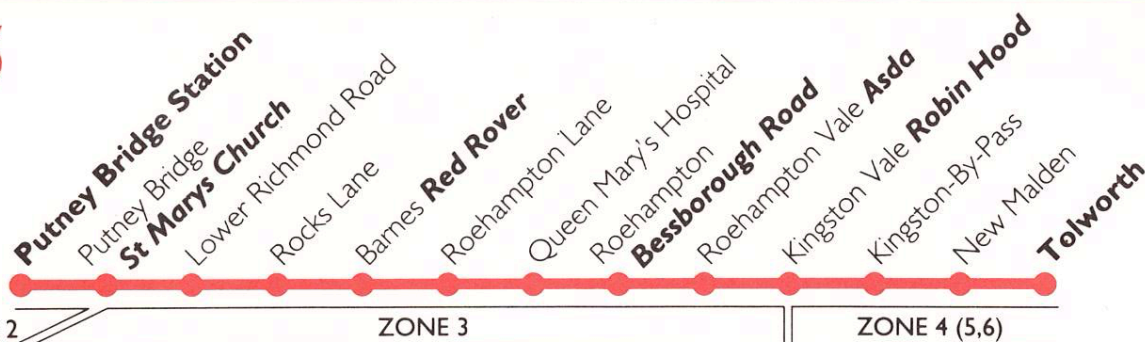 Putney Bridge Station
Putney Bridge
St Marys Church
Lower Richmond Road
Rocks Lane
Barnes Red Rover
Roehampton Lane
Queen Mary's Hospital
Roehampton
Bessborough Road
Roehampton Vale Asda
Kingston Vale Robin Hood
Kingston-By-Pass
New Malden
Tolworth
2
ZONE 3
ZONE 4 (5,6)